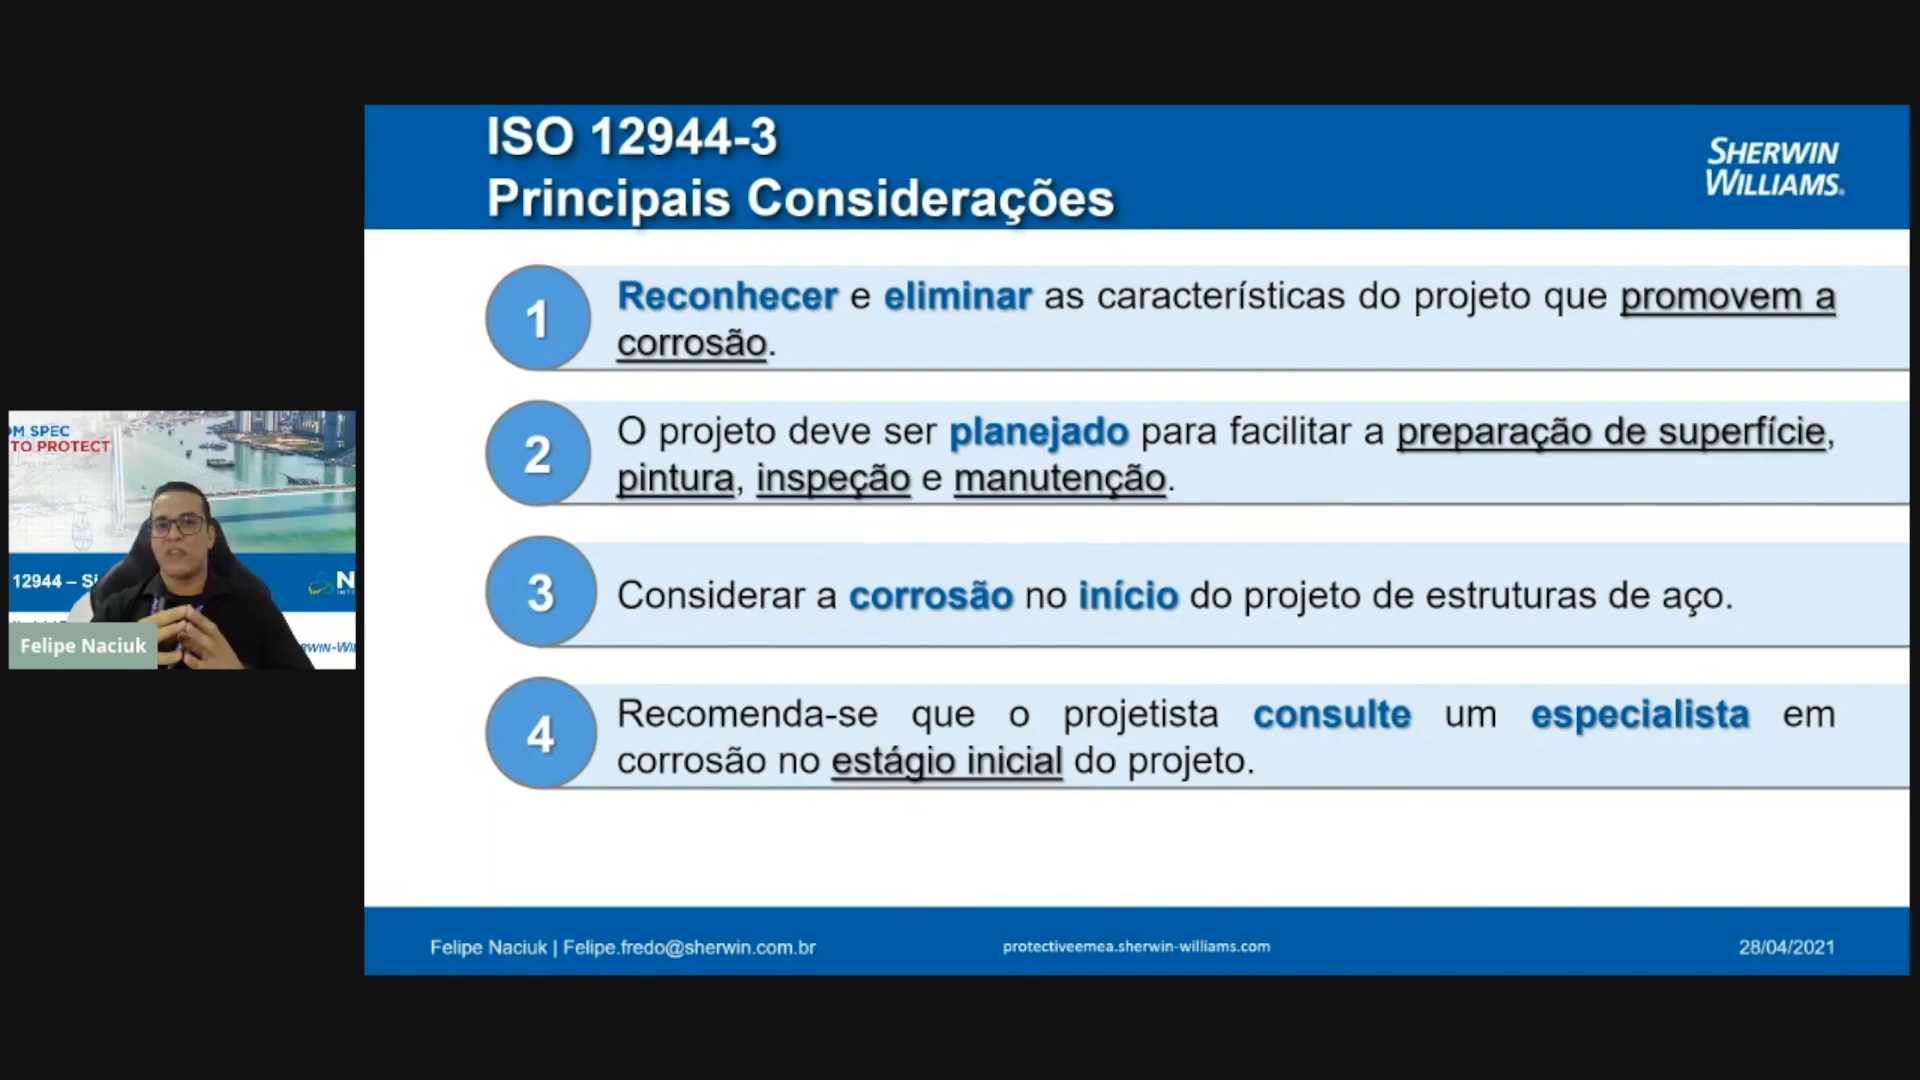 ISO 12944-3
Principais Considerações
SHERWIN
WILLIAMS.
1
Reconhecer e eliminar as características do projeto que promovem a
corrosão.
2
O projeto deve ser planejado para facilitar a preparação de superfície,
pintura, inspeção e manutenção.
3
Considerar a corrosão no início do projeto de estruturas de aço.
4
Recomenda-se que o projetista consulte um especialista em
corrosão no estágio inicial do projeto.
OM SPEC
TO PROTECT
12944 – Si
N
RWIN-WI
Felipe Naciuk
Felipe Naciuk | Felipe.fredo@sherwin.com.br
protectiveemea.sherwin-williams.com
28/04/2021